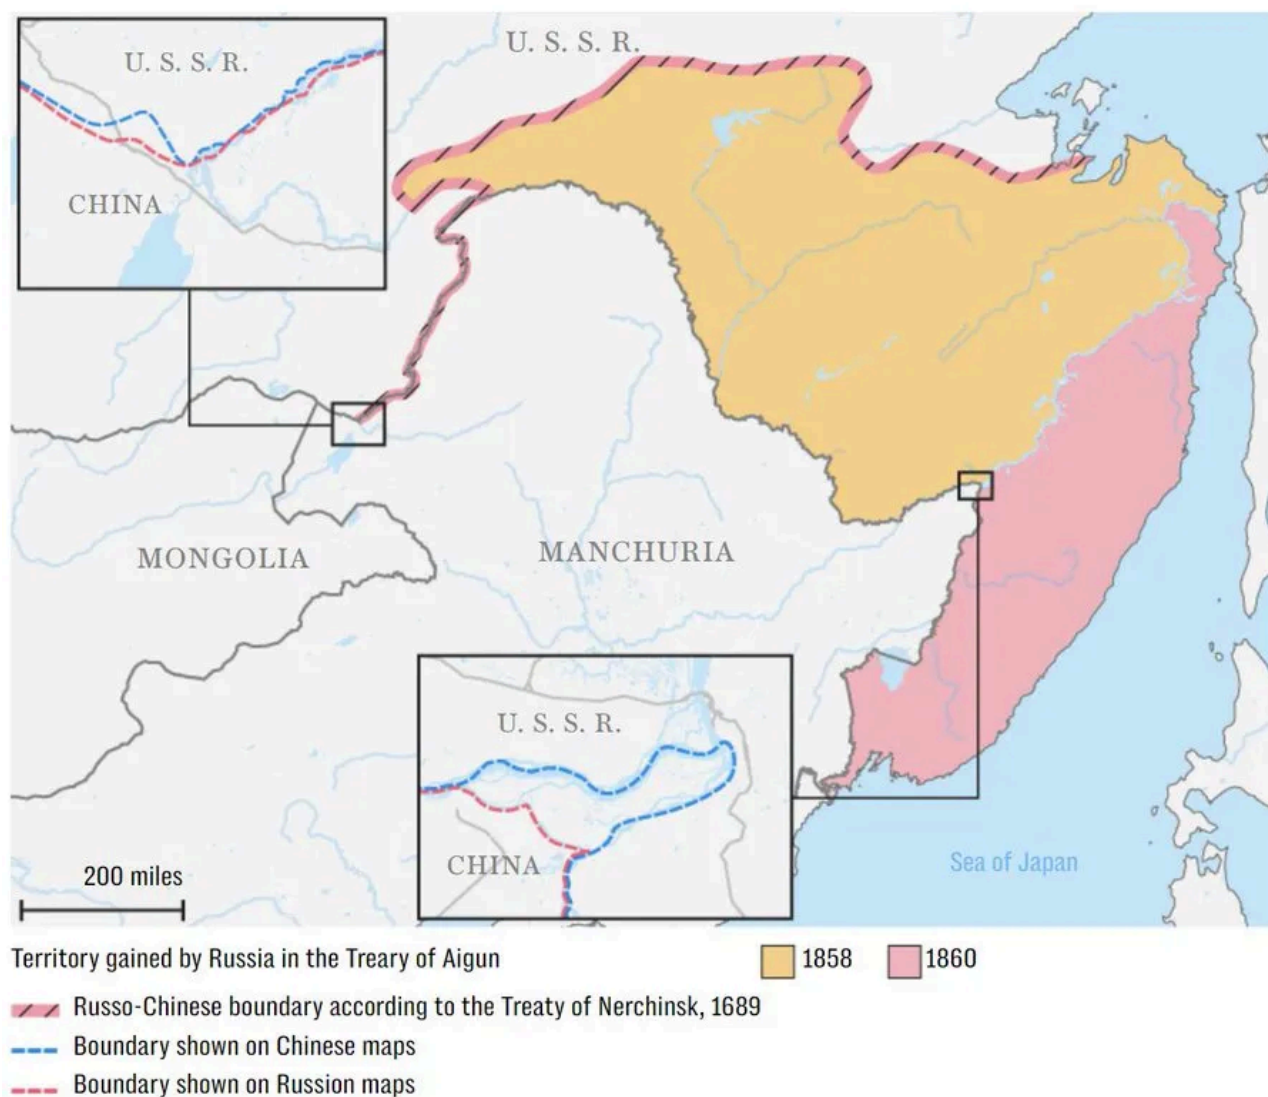 U. S. S. R.
U. S. S. R.
CHINA
MONGOLIA
MANCHURIA
U. S. S. R.
CHINA
200 miles
Sea of Japan
Territory gained by Russia in the Treary of Aigun
1858
1860
Russo-Chinese boundary according to the Treaty of Nerchinsk, 1689
Boundary shown on Chinese maps
Boundary shown on Russion maps